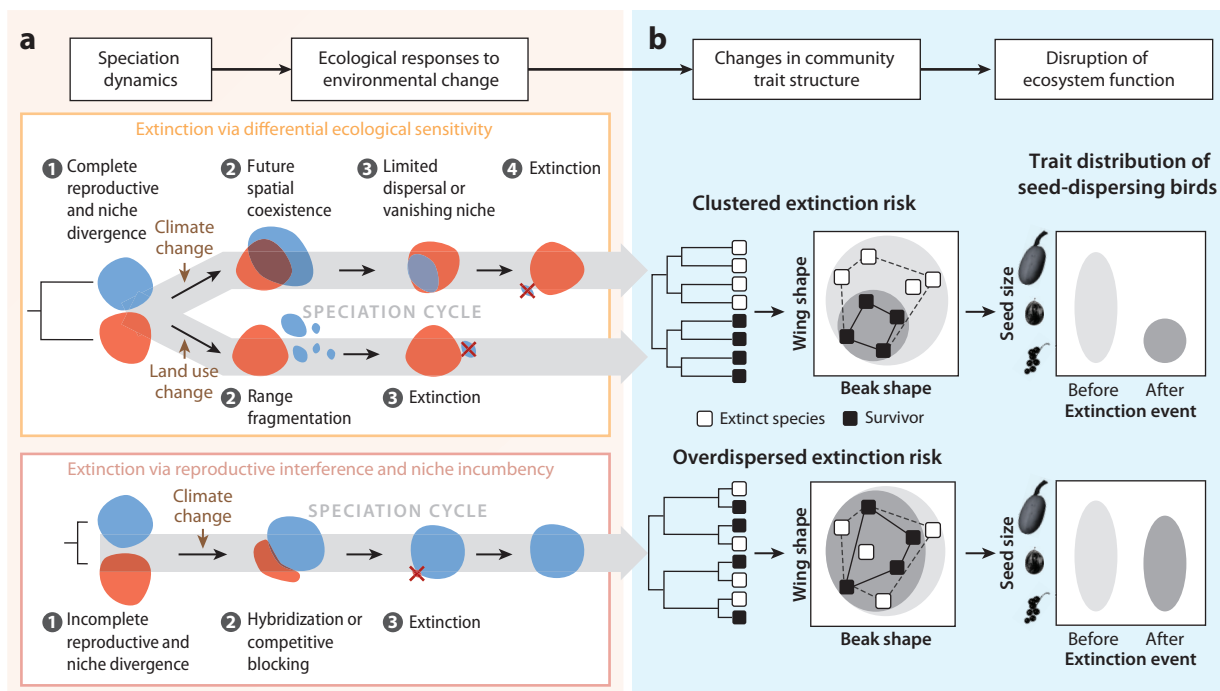 a
Speciation
dynamics
Ecological responses to
environmental change
Extinction via differential ecological sensitivity
1 Complete
reproductive
and niche
divergence
2 Future
spatial
coexistence
3 Limited
dispersal or
vanishing niche
4 Extinction
Climate
change
SPECIATION CYCLE
Land use
change
2 Range
fragmentation
3 Extinction
Extinction via reproductive interference and niche incumbency
Climate
change
SPECIATION CYCLE
1 Incomplete
reproductive and
niche divergence
2 Hybridization or
competitive
blocking
3 Extinction
b
Changes in community
trait structure
Disruption of
ecosystem function
Trait distribution of
seed-dispersing birds
Clustered extinction risk
Wing shape
Beak shape
Seed size
Before
After
Extinction event
Extinct species
Survivor
Overdispersed extinction risk
Wing shape
Beak shape
Seed size
Before
After
Extinction event